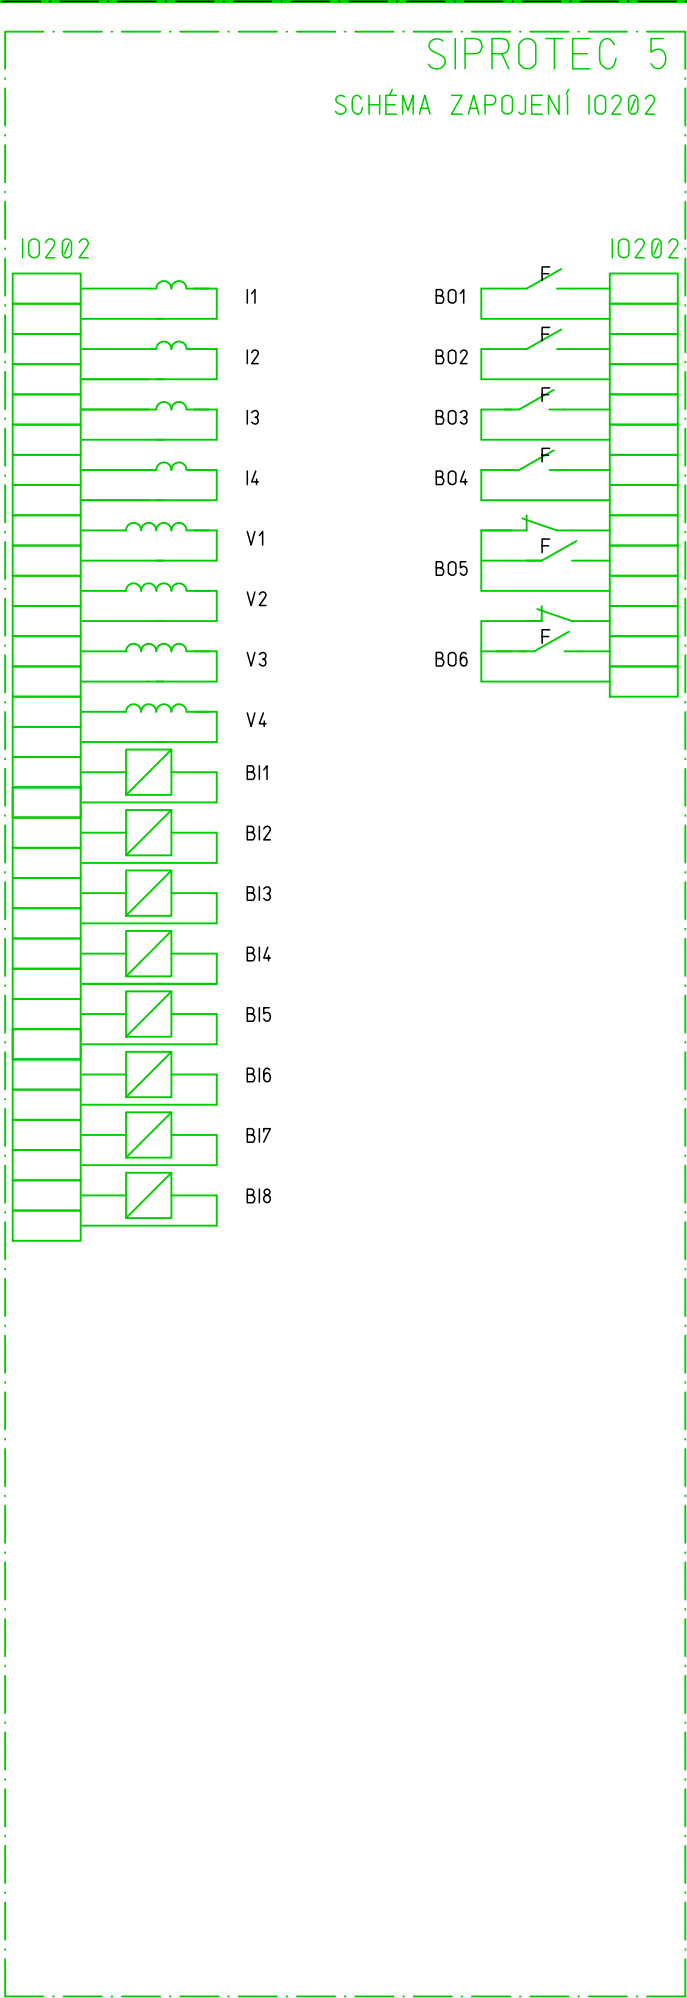 SIPROTEC 5
SCHÉMA ZAPOJENÍ IO202
IO202
IO202
I1
I2
I3
I4
V1
V2
V3
V4
BI1
BI2
BI3
BI4
BI5
BI6
BI7
BI8
F
BO1
F
BO2
F
BO3
F
BO4
F
BO5
F
BO6